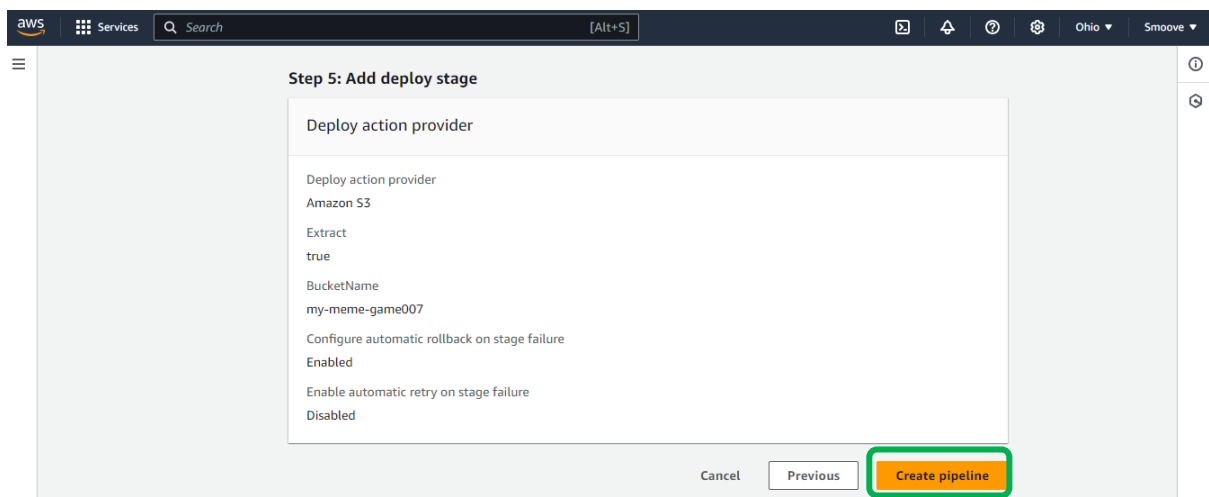 aws Services Search [Alt+S] Ohio ▼ Smoove ▼
Step 5: Add deploy stage
Deploy action provider
Deploy action provider
Amazon S3
Extract
true
BucketName
my-meme-game007
Configure automatic rollback on stage failure
Enabled
Enable automatic retry on stage failure
Disabled
Cancel Previous Create pipeline